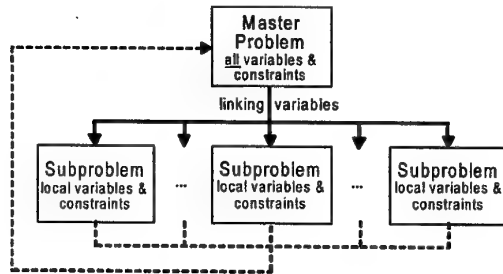 Master
Problem
all variables &
constraints
linking variables
Subproblem
local variables &
constraints
...
Subproblem
local variables &
constraints
...
Subproblem
local variables &
constraints